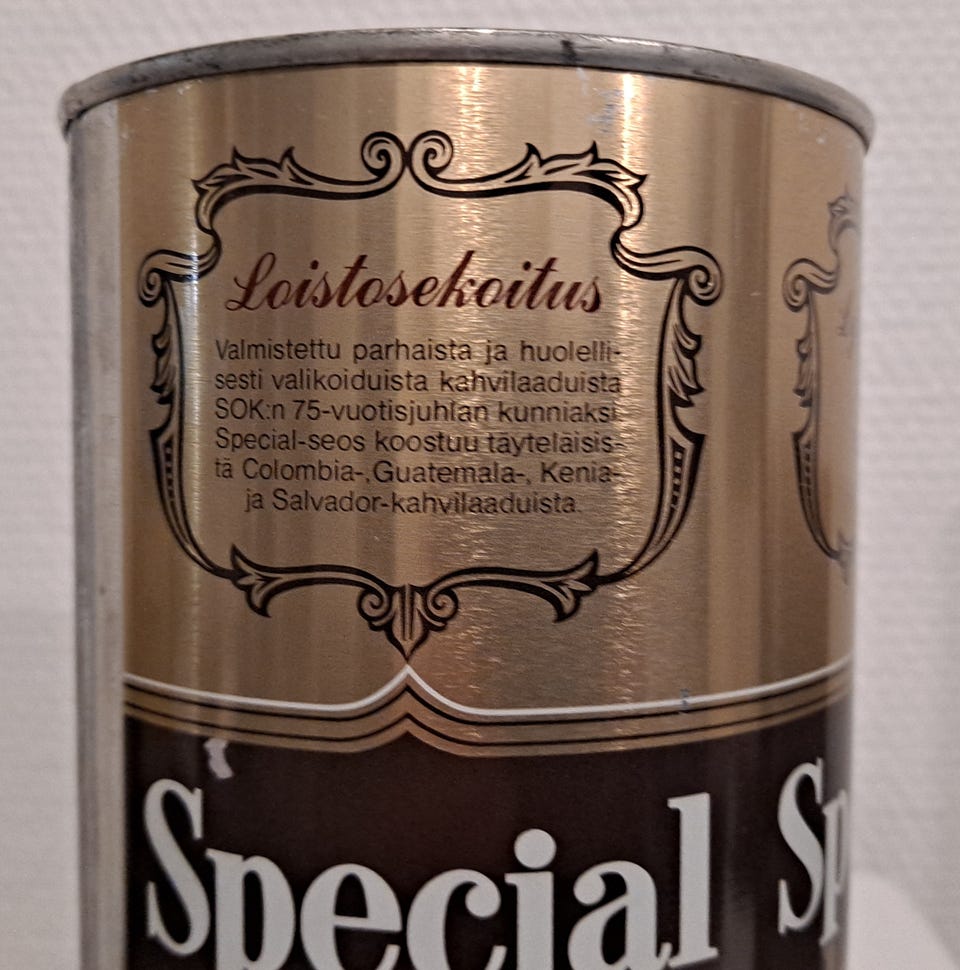 Loistosekoitus
Valmistettu parhaista ja huolelli-
sesti valikoiduista kahvilaaduista
SOK:n 75-vuotisjuhlan kunniaksi.
Special-seos koostuu täyteläisis-
tä Colombia-, Guatemala-, Kenia-
ja Salvador-kahvilaaduista.
Special
Sp